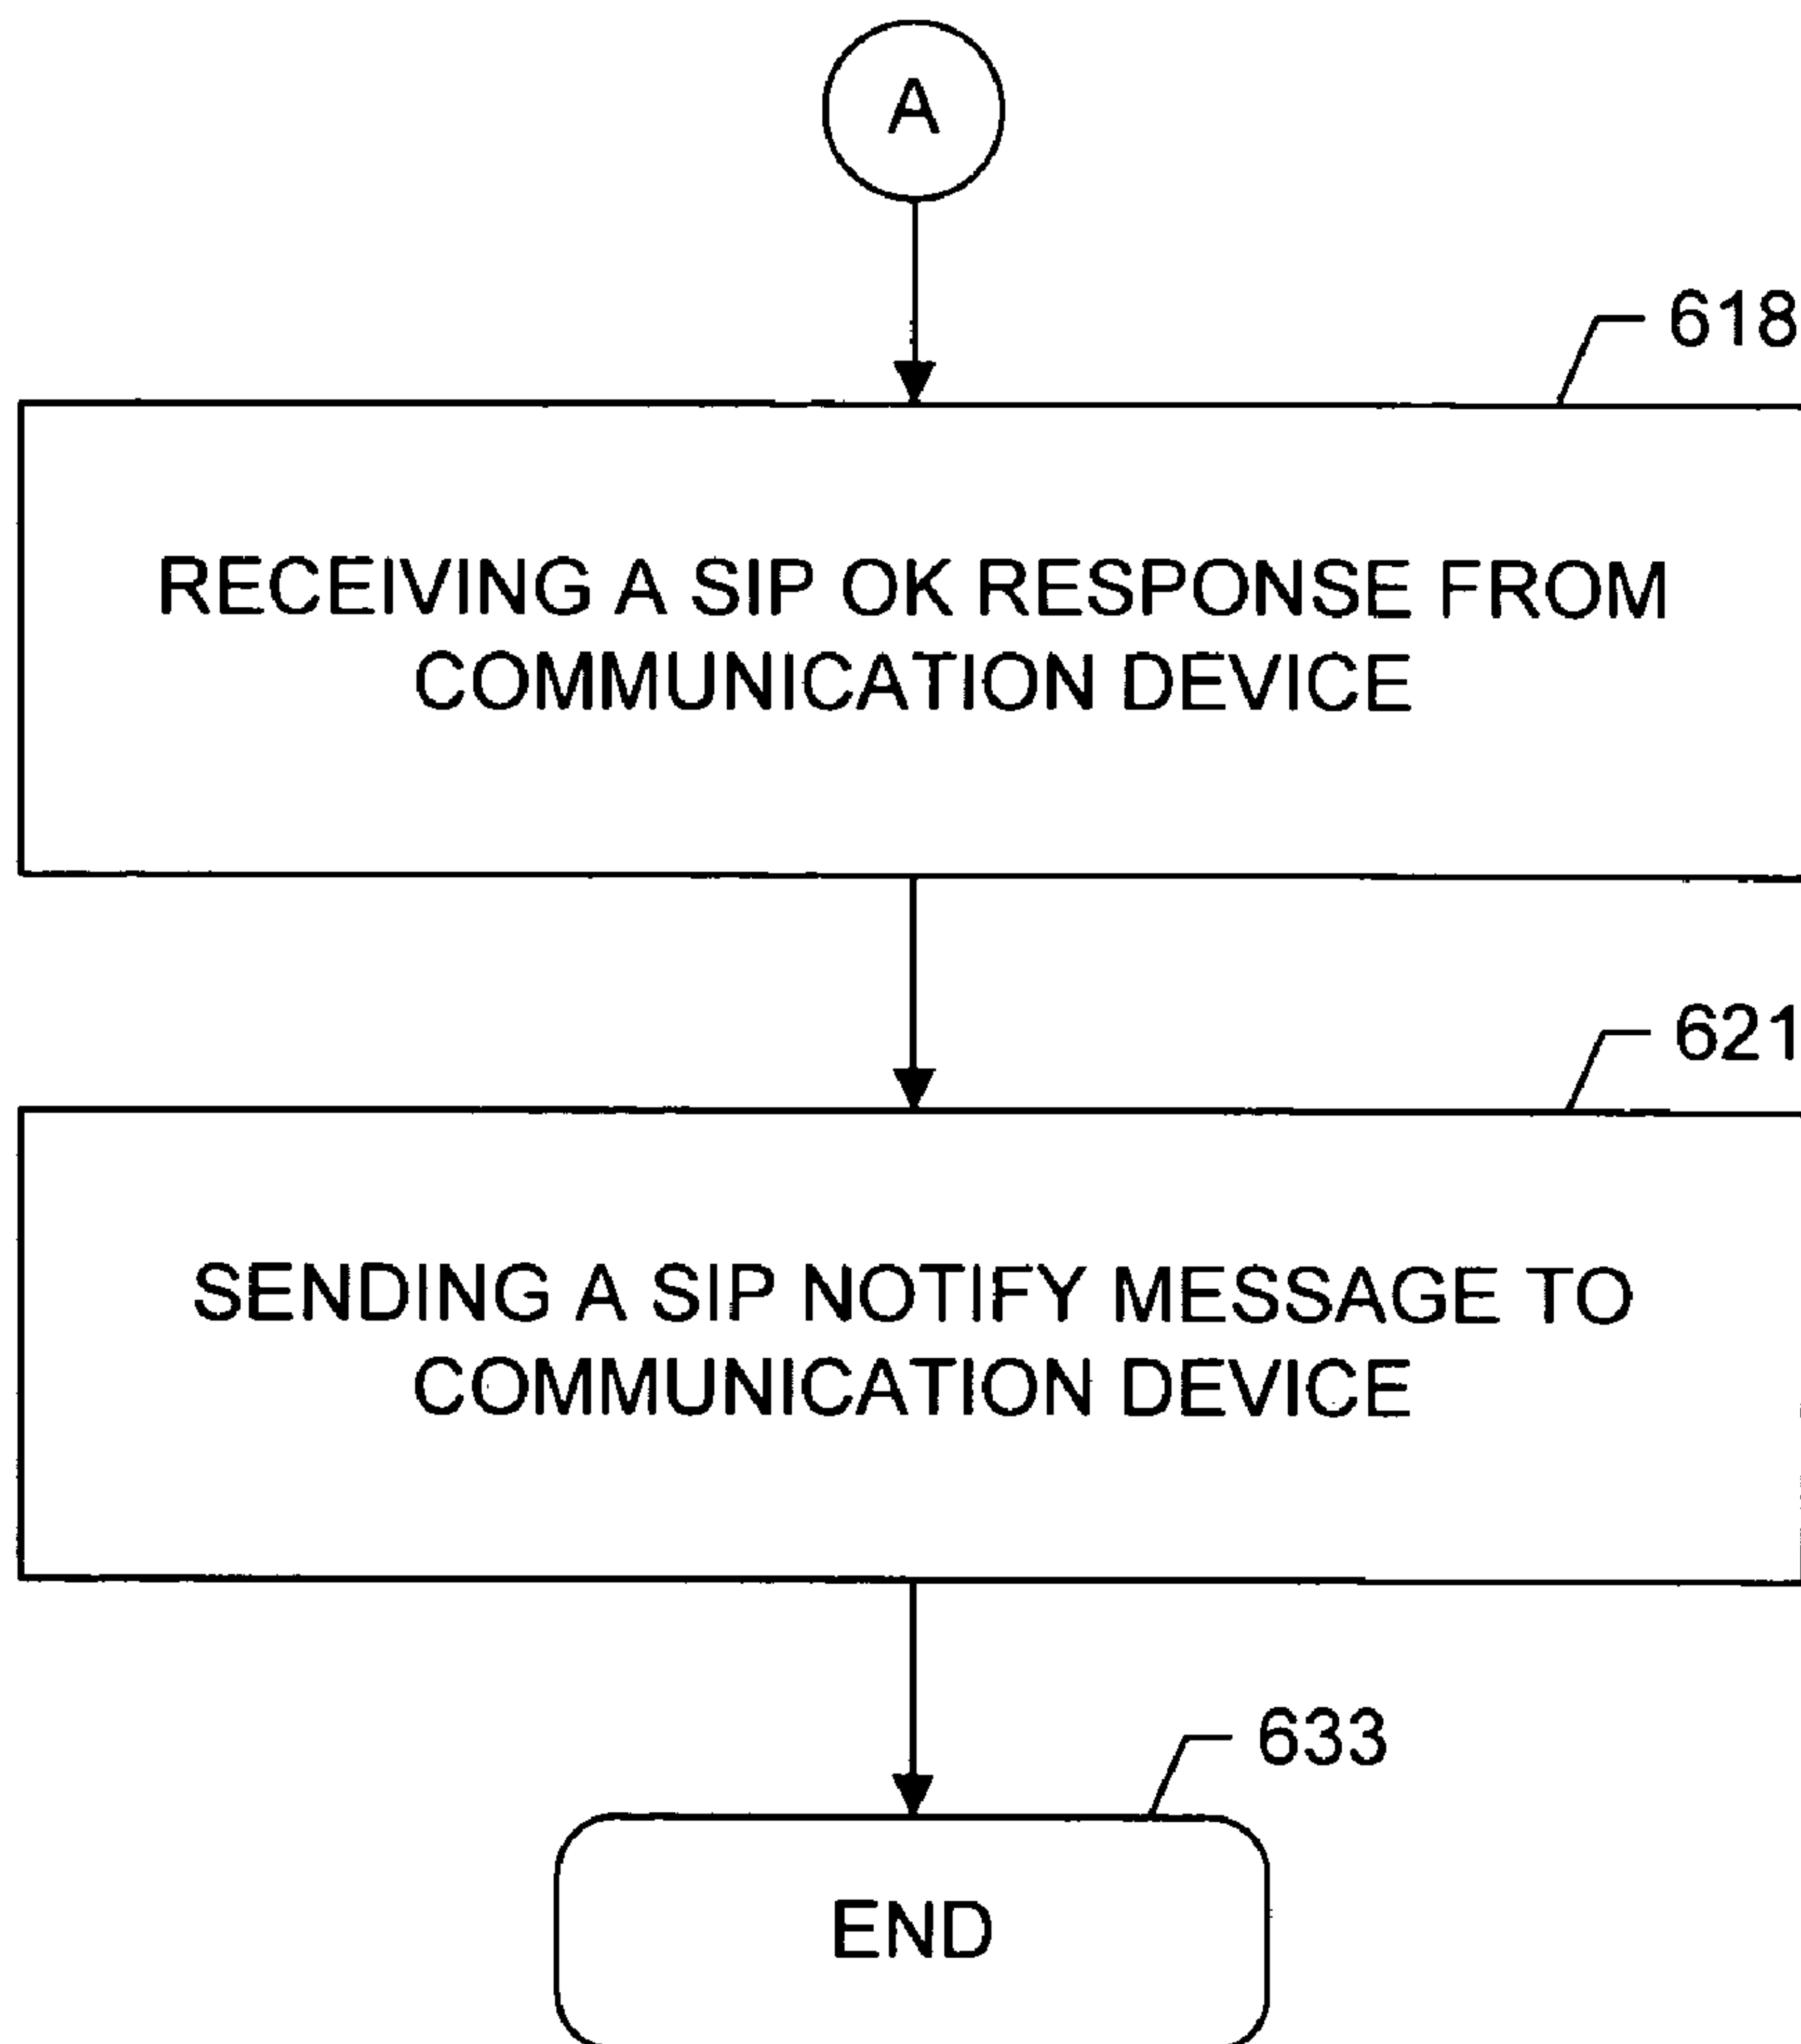 A
618
RECEIVING A SIP OK RESPONSE FROM
COMMUNICATION DEVICE
621
SENDING A SIP NOTIFY MESSAGE TO
COMMUNICATION DEVICE
633
END